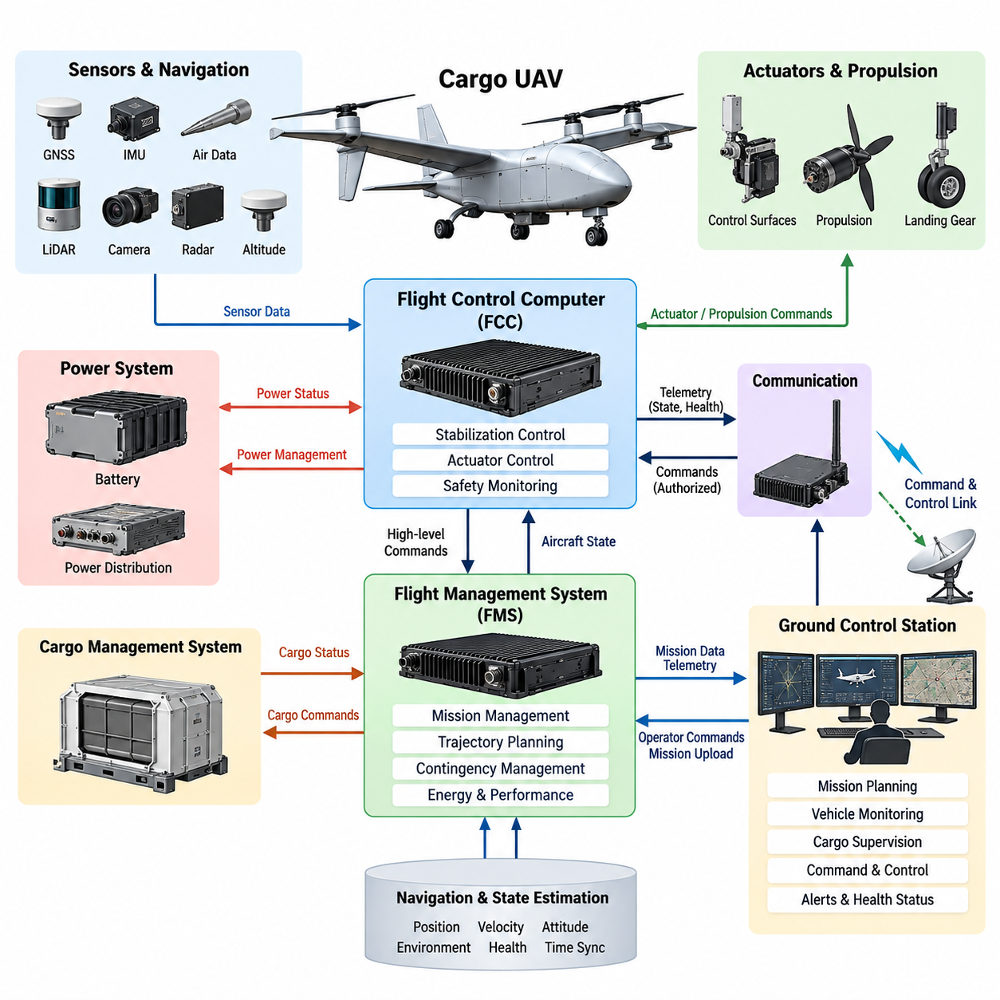 Cargo UAV
Sensors & Navigation
GNSS
IMU
Air Data
LiDAR
Camera
Radar
Altitude
Actuators & Propulsion
Control Surfaces
Propulsion
Landing Gear
Sensor Data
Flight Control Computer
(FCC)
Stabilization Control
Actuator Control
Safety Monitoring
Actuator / Propulsion Commands
Power System
Battery
Power Distribution
Power Status
Power Management
Telemetry
(State, Health)
Commands
(Authorized)
Communication
Command &
Control Link
High-level
Commands
Aircraft State
Flight Management System
(FMS)
Mission Management
Trajectory Planning
Contingency Management
Energy & Performance
Cargo Management System
Cargo Status
Cargo Commands
Mission Data
Telemetry
Operator Commands
Mission Upload
Ground Control Station
Mission Planning
Vehicle Monitoring
Cargo Supervision
Command & Control
Alerts & Health Status
Navigation & State Estimation
Position Velocity Attitude
Environment Health Time Sync